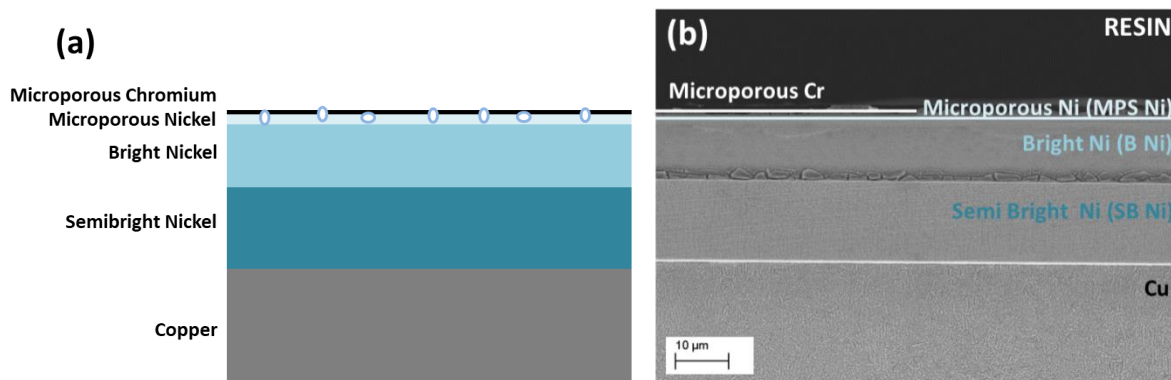 (a)
Microporous Chromium
Microporous Nickel
Bright Nickel
Semibright Nickel
Copper
(b)
RESIN
Microporous Cr
Microporous Ni (MPS Ni)
Bright Ni (B Ni)
Semi Bright Ni (SB Ni)
Cu
10 µm